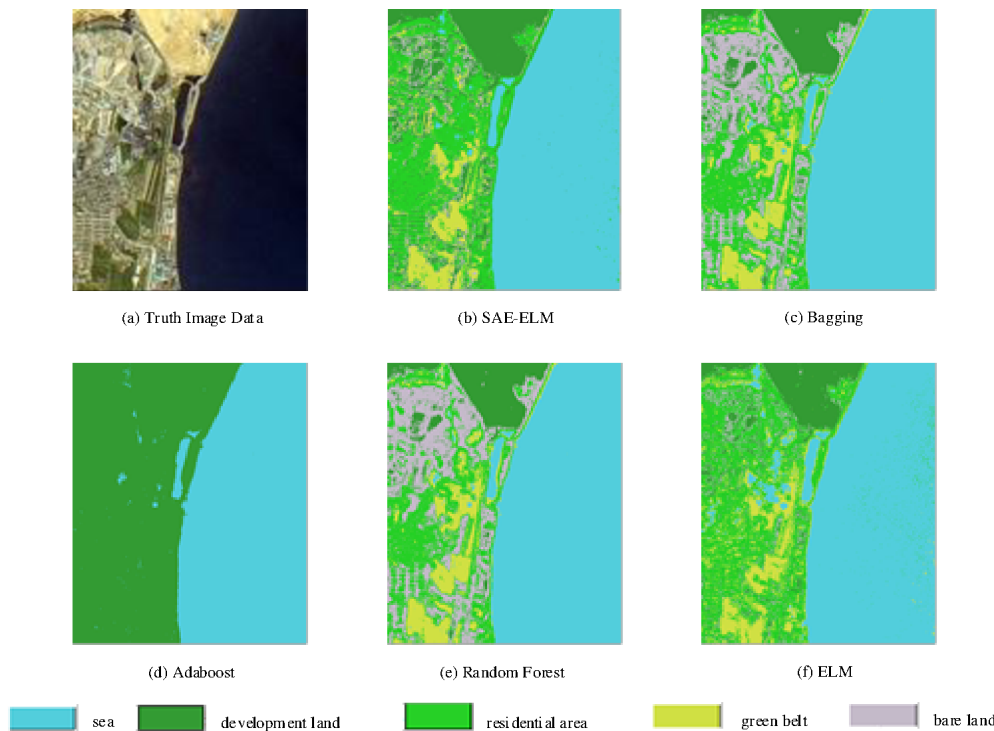 (a) Truth Image Data
(b) SAE-ELM
(c) Bagging
(d) Adaboost
(e) Random Forest
(f) ELM
sea
development land
residential area
green belt
bare land